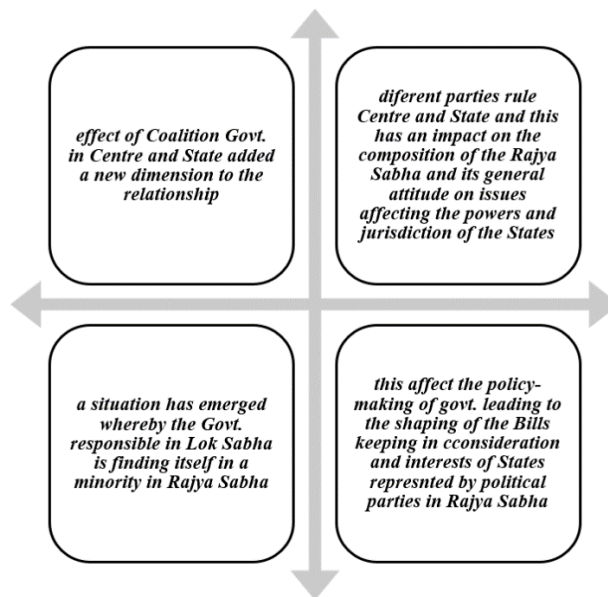 effect of Coalition Govt.
in Centre and State added
a new dimension to the
relationship
diferent parties rule
Centre and State and this
has an impact on the
composition of the Rajya
Sabha and its general
attitude on issues
affecting the powers and
jurisdiction of the States
a situation has emerged
whereby the Govt.
responsible in Lok Sabha
is finding itself in a
minority in Rajya Sabha
this affect the policy-
making of govt. leading to
the shaping of the Bills
keeping in cconsideration
and interests of States
represnted by political
parties in Rajya Sabha